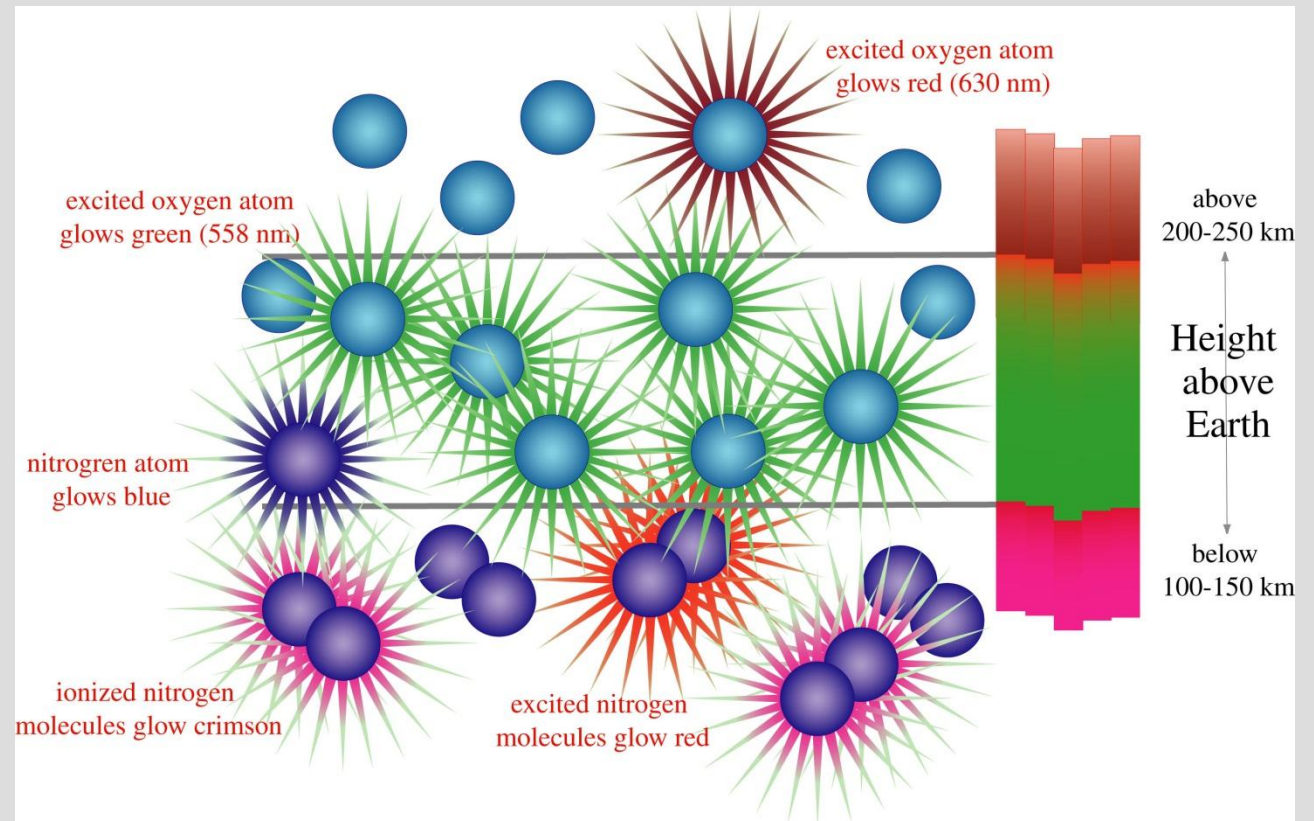 excited oxygen atom
glows red (630 nm)
excited oxygen atom
glows green (558 nm)
above
200-250 km
Height
above
Earth
nitrogren atom
glows blue
below
100-150 km
ionized nitrogen
molecules glow crimson
excited nitrogen
molecules glow red